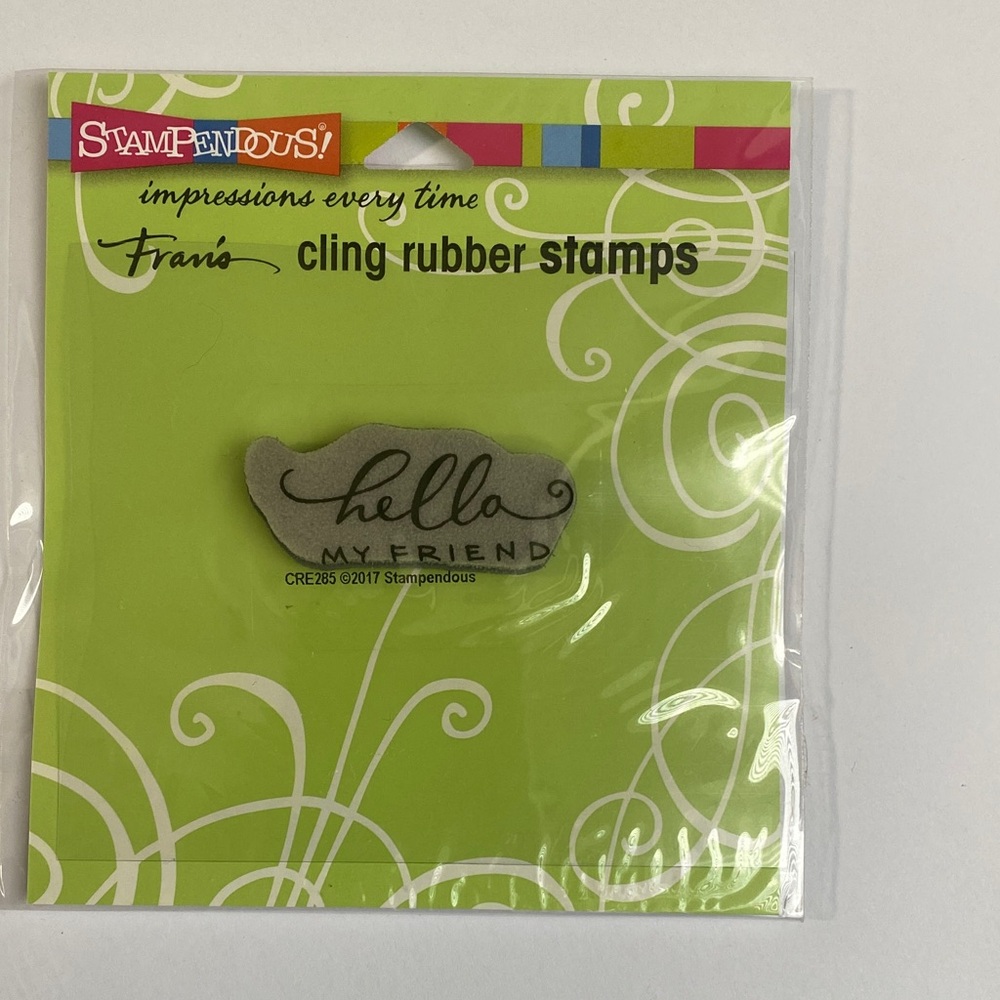 STAMPENDOUS!®
impressions every time
Fran's cling rubber stamps
hello
MY FRIEND
CRE285 ©2017 Stampendous